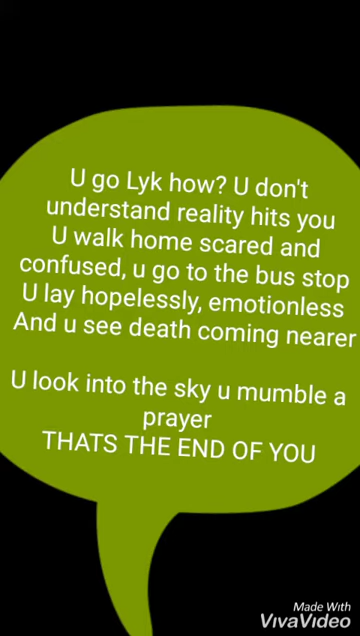 U go Lyk how? U don't
understand reality hits you
U walk home scared and
confused, u go to the bus stop
U lay hopelessly, emotionless
And u see death coming nearer
U look into the sky u mumble a
prayer
THATS THE END OF YOU
Made With
VivaVideo